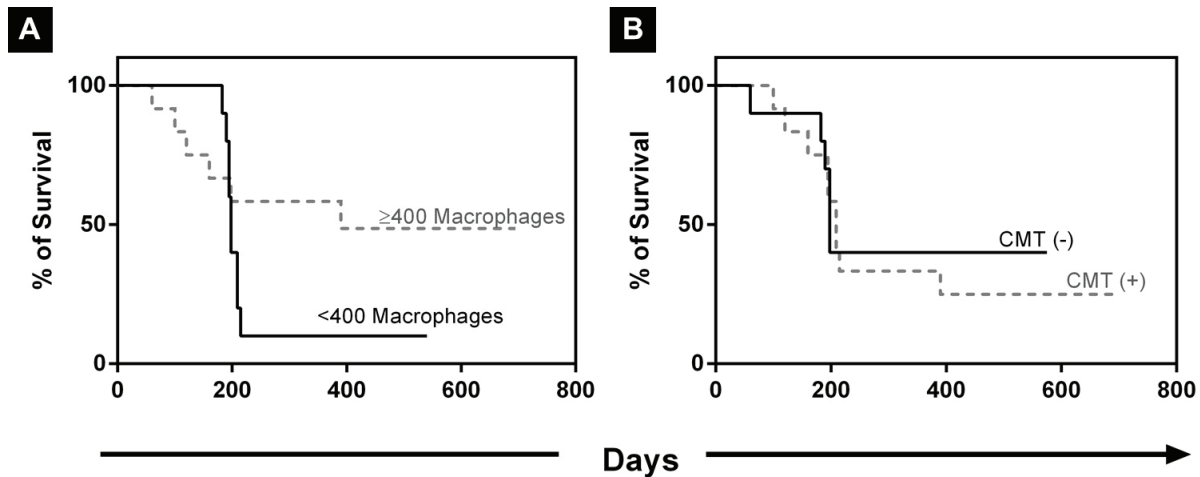 A
% of Survival
100
50
0
≥400 Macrophages
<400 Macrophages
0 200 400 600 800
B
% of Survival
100
50
0
CMT (-)
CMT (+)
0 200 400 600 800
Days